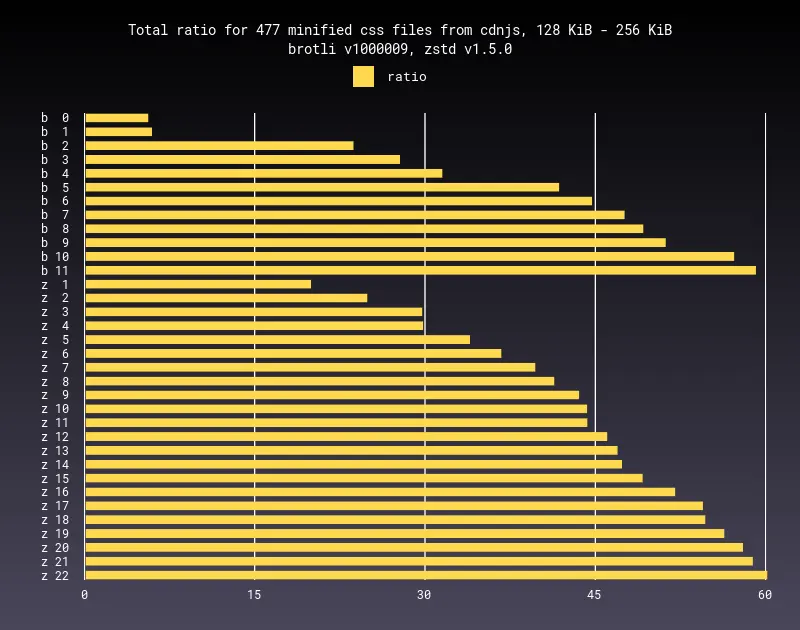 Total ratio for 477 minified css files from cdnjs, 128 KiB - 256 KiB
brotli v1000009, zstd v1.5.0
ratio
b 0
b 1
b 2
b 3
b 4
b 5
b 6
b 7
b 8
b 9
b 10
b 11
z 1
z 2
z 3
z 4
z 5
z 6
z 7
z 8
z 9
z 10
z 11
z 12
z 13
z 14
z 15
z 16
z 17
z 18
z 19
z 20
z 21
z 22
0 15 30 45 60